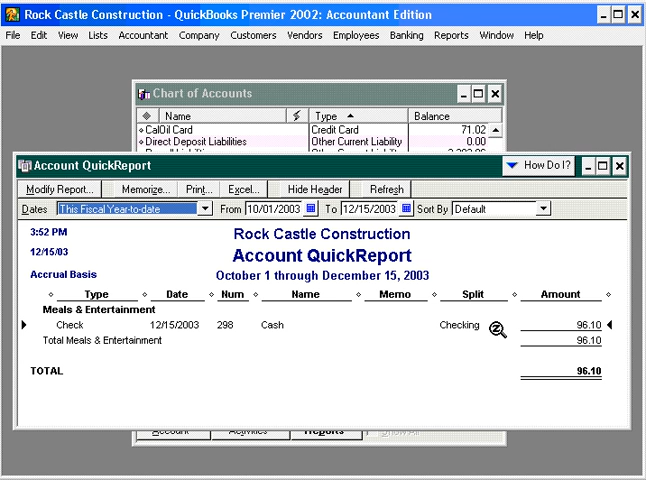 Rock Castle Construction - QuickBooks Premier 2002: Accountant Edition
File Edit View Lists Accountant Company Customers Vendors Employees Banking Reports Window Help
Chart of Accounts
Name Type Balance
CalOil Card Credit Card 71.02
Direct Deposit Liabilities Other Current Liability 0.00
Account QuickReport How Do I?
Modify Report... Memorize... Print... Excel... Hide Header Refresh
Dates This Fiscal Year-to-date From 10/01/2003 To 12/15/2003 Sort By Default
3:52 PM Rock Castle Construction
12/15/03 Account QuickReport
Accrual Basis October 1 through December 15, 2003
Type Date Num Name Memo Split Amount
Meals & Entertainment
Check 12/15/2003 298 Cash Checking 96.10
Total Meals & Entertainment 96.10
TOTAL 96.10
Account Activities Reports Show All